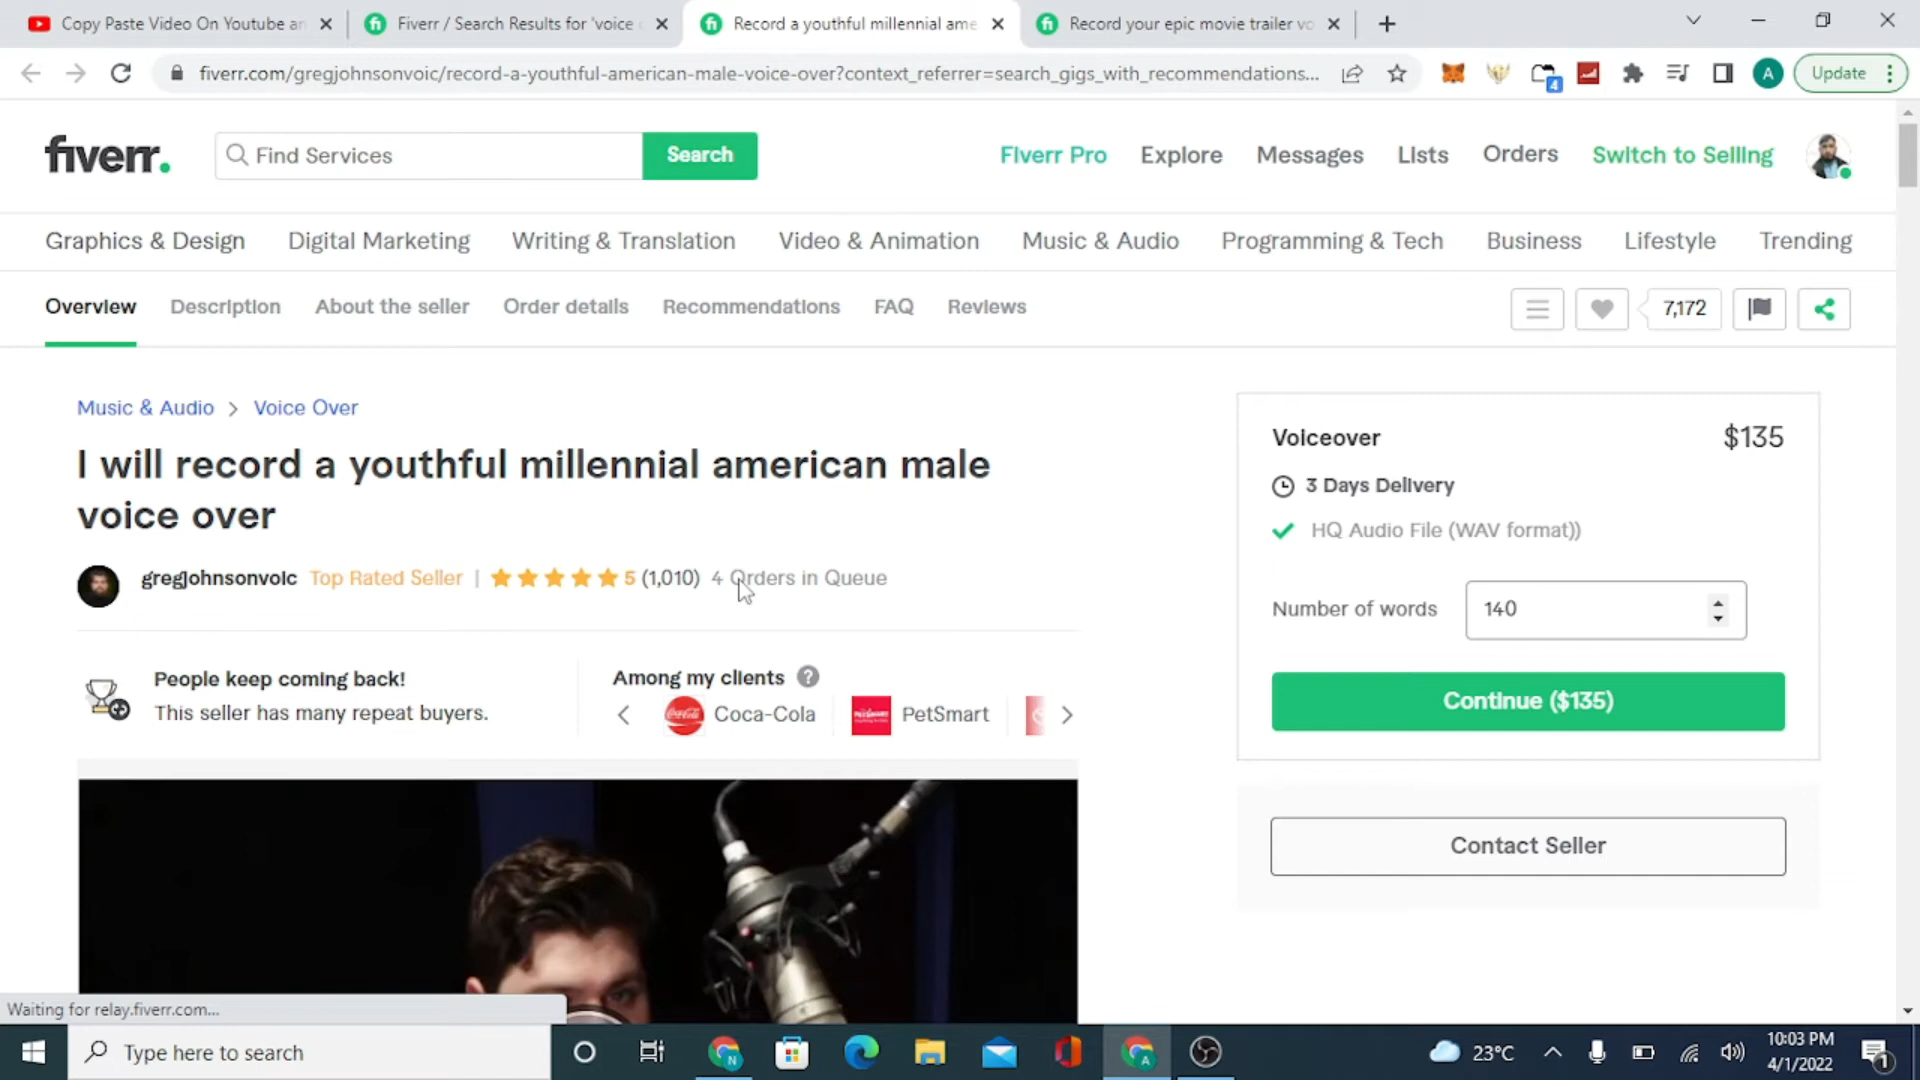 Copy Paste Video On Youtube an
Fiverr / Search Results for 'voice
Record a youthful millennial ame
Record your epic movie trailer vo
fiverr.com/gregjohnsonvoic/record-a-youthful-american-male-voice-over?context_referrer=search_gigs_with_recommendations...
4
A
Update
fiverr.
Find Services
Search
Fiverr Pro
Explore
Messages
Lists
Orders
Switch to Selling
Graphics & Design
Digital Marketing
Writing & Translation
Video & Animation
Music & Audio
Programming & Tech
Business
Lifestyle
Trending
Overview
Description
About the seller
Order details
Recommendations
FAQ
Reviews
7,172
Music & Audio > Voice Over
I will record a youthful millennial american male
voice over
gregjohnsonvoic Top Rated Seller | 5 (1,010) 4 Orders in Queue
People keep coming back!
This seller has many repeat buyers.
Among my clients ?
Coca-Cola
PetSmart
Voiceover $135
3 Days Delivery
HQ Audio File (WAV format))
Number of words 140
Continue ($135)
Contact Seller
Waiting for relay.fiverr.com...
Type here to search
N
A
23°C
10:03 PM
4/1/2022
1